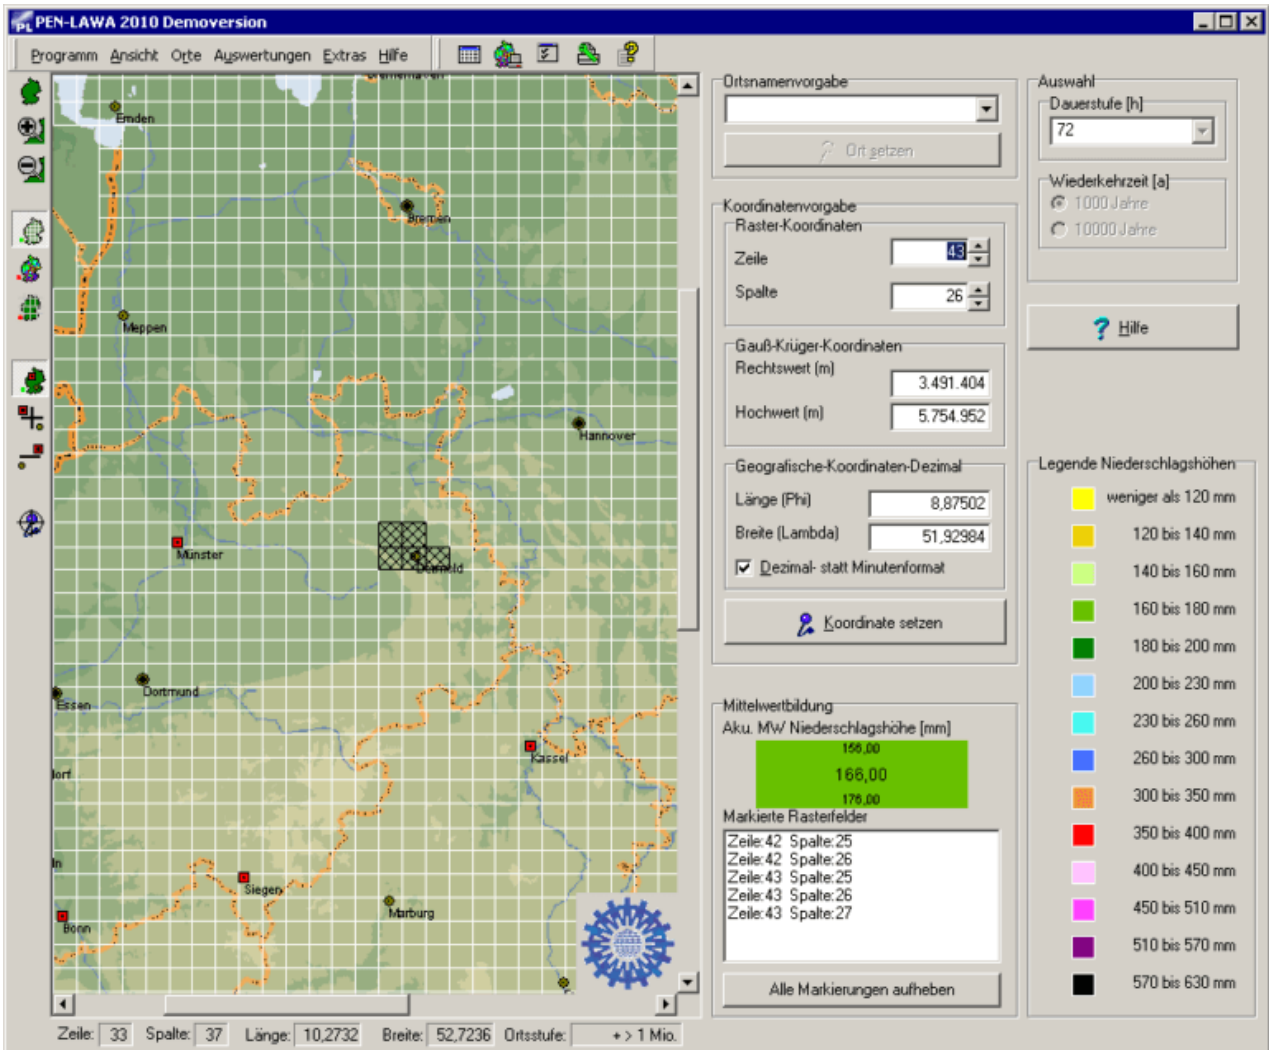 PEN-LAWA 2010 Demoversion
Programm Ansicht Orte Auswertungen Extras Hilfe
Emden
Bremen
Meppen
Hannover
Münster
Detmold
Dortmund
Essen
Kassel
Siegen
Marburg
Bonn
Zeile: 33 Spalte: 37 Länge: 10,2732 Breite: 52,7236 Ortsstufe: + > 1 Mio.
Ortsnamenvorgabe
Ort setzen
Koordinatenvorgabe
Raster-Koordinaten
Zeile 43
Spalte 26
Gauß-Krüger-Koordinaten
Rechtswert (m)
3.491.404
Hochwert (m) 5.754.952
Geografische-Koordinaten-Dezimal
Länge (Phi) 8,87502
Breite (Lambda) 51,92984
Dezimal- statt Minutenformat
Koordinate setzen
Mittelwertbildung
Aku. MW Niederschlagshöhe [mm]
156,00
166,00
176,00
Markierte Rasterfelder
Zeile:42 Spalte:25
Zeile:42 Spalte:26
Zeile:43 Spalte:25
Zeile:43 Spalte:26
Zeile:43 Spalte:27
Alle Markierungen aufheben
Auswahl
Dauerstufe [h]
72
Wiederkehrzeit [a]
1000 Jahre
10000 Jahre
Hilfe
Legende Niederschlagshöhen
weniger als 120 mm
120 bis 140 mm
140 bis 160 mm
160 bis 180 mm
180 bis 200 mm
200 bis 230 mm
230 bis 260 mm
260 bis 300 mm
300 bis 350 mm
350 bis 400 mm
400 bis 450 mm
450 bis 510 mm
510 bis 570 mm
570 bis 630 mm